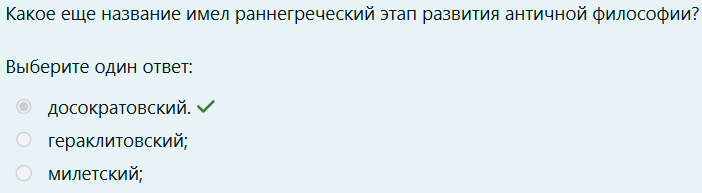 Какое еще название имел раннегреческий этап развития античной философии?
Выберите один ответ:
досократовский.
гераклитовский;
милетский;